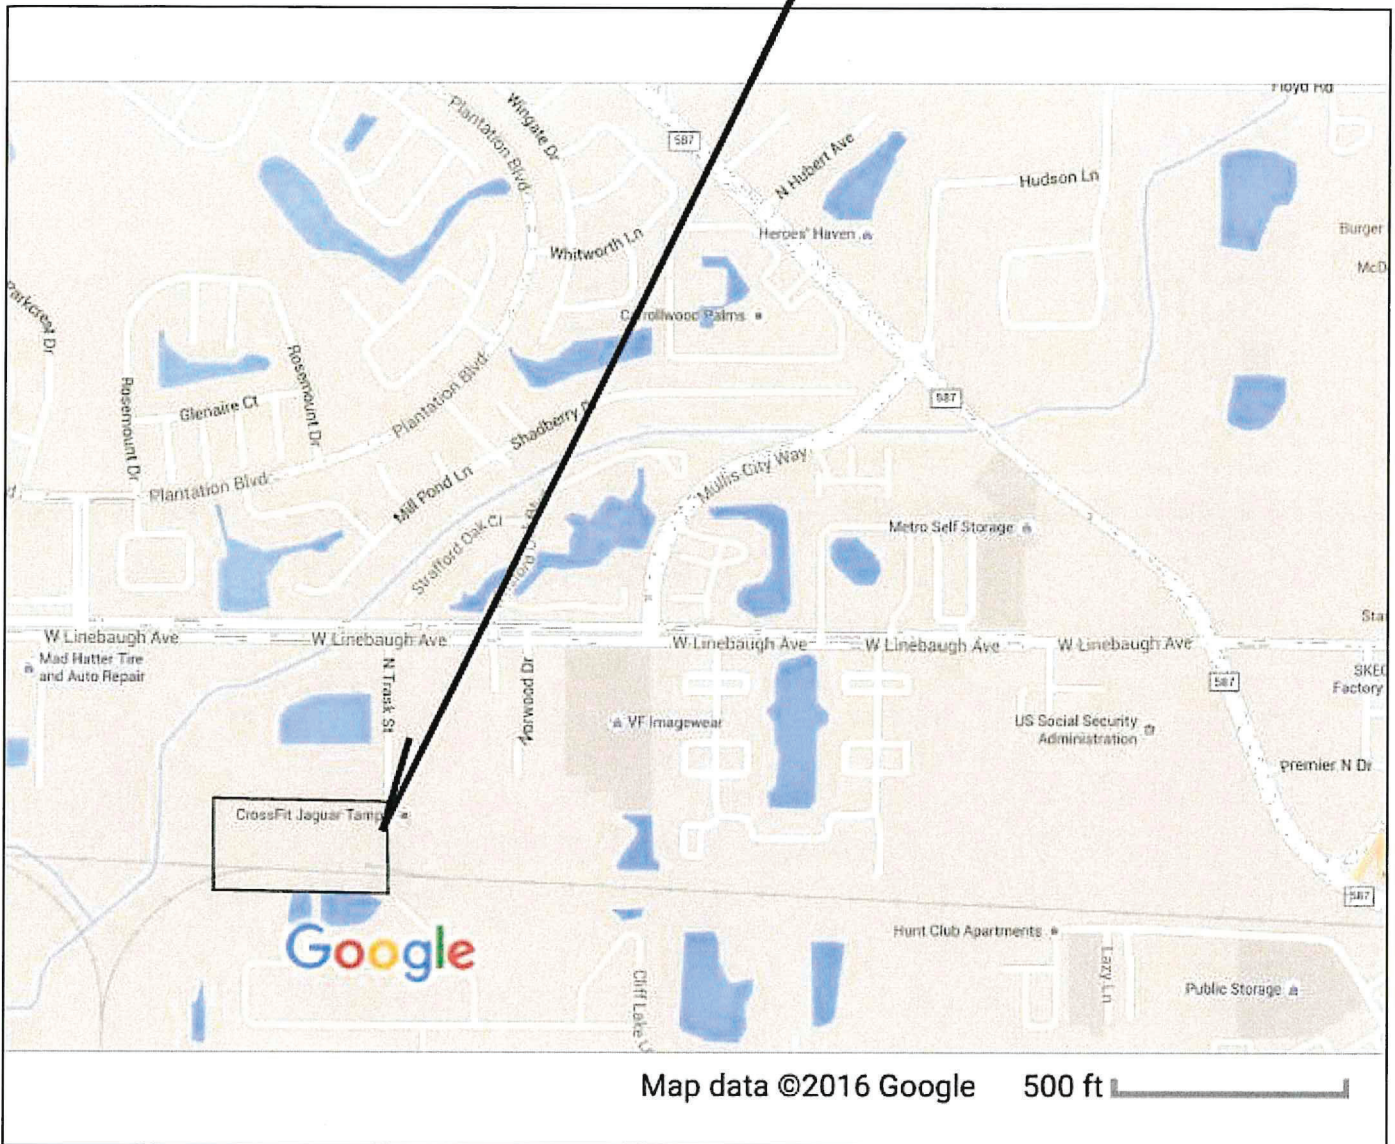 Floyd Rd
Plantation Blvd
Wingate Dr
587
N Hubert Ave
Hudson Ln
Burger
Heroes' Haven
Whitworth Ln
McD
Parkcrest Dr
Carrollwood Palms
Rosemount Dr
Rosemount Dr
Glenaire Ct
Plantation Blvd
Shadberry
587
Mullis City Way
Plantation Blvd
Mill Pond Ln
Strafford Oak Ct
Metro Self Storage
W Linebaugh Ave
W Linebaugh Ave
W Linebaugh Ave
W Linebaugh Ave
W Linebaugh Ave
Mad Hatter Tire
and Auto Repair
N Trask St
Norwood Dr
587
Factory
VF Imagewear
US Social Security
Administration
Premier N Dr
CrossFit Jaguar Tamp
587
Google
Hunt Club Apartments
Cliff Lake
Lazy Ln
Public Storage
Map data ©2016 Google 500 ft